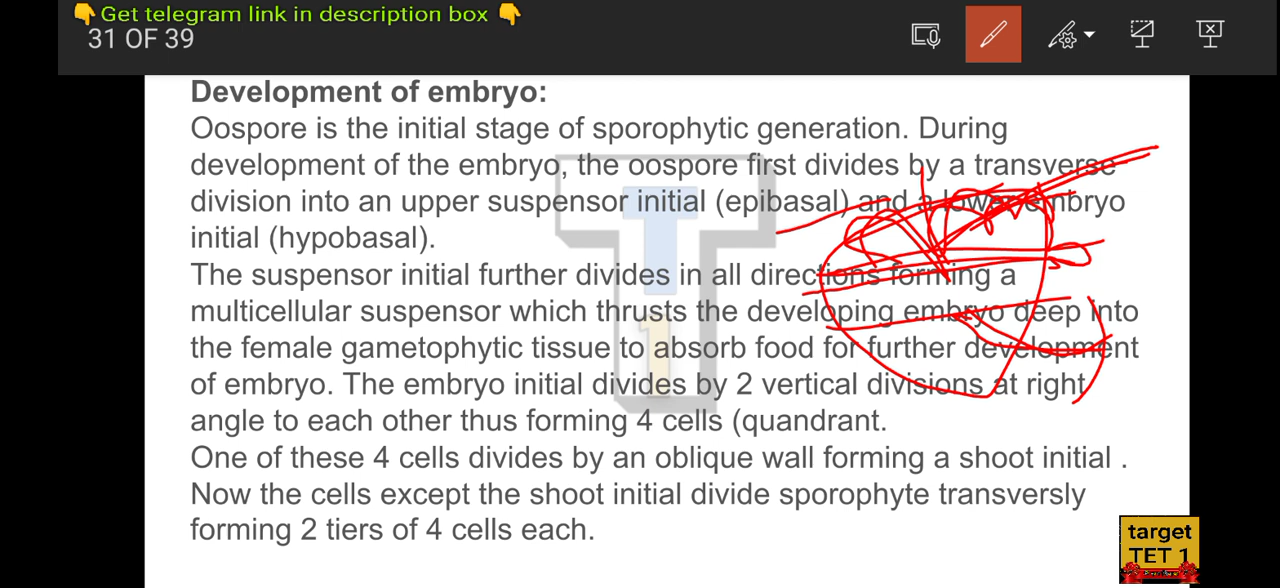 👇Get telegram link in description box 👇
31 OF 39
Development of embryo:
Oospore is the initial stage of sporophytic generation. During
development of the embryo, the oospore first divides by a transverse
division into an upper suspensor initial (epibasal) and a lower embryo
initial (hypobasal).
The suspensor initial further divides in all directions forming a
multicellular suspensor which thrusts the developing embryo deep into
the female gametophytic tissue to absorb food for further development
of embryo. The embryo initial divides by 2 vertical divisions at right
angle to each other thus forming 4 cells (quandrant.
One of these 4 cells divides by an oblique wall forming a shoot initial .
Now the cells except the shoot initial divide sporophyte transversly
forming 2 tiers of 4 cells each.
T
1
target
TET 1